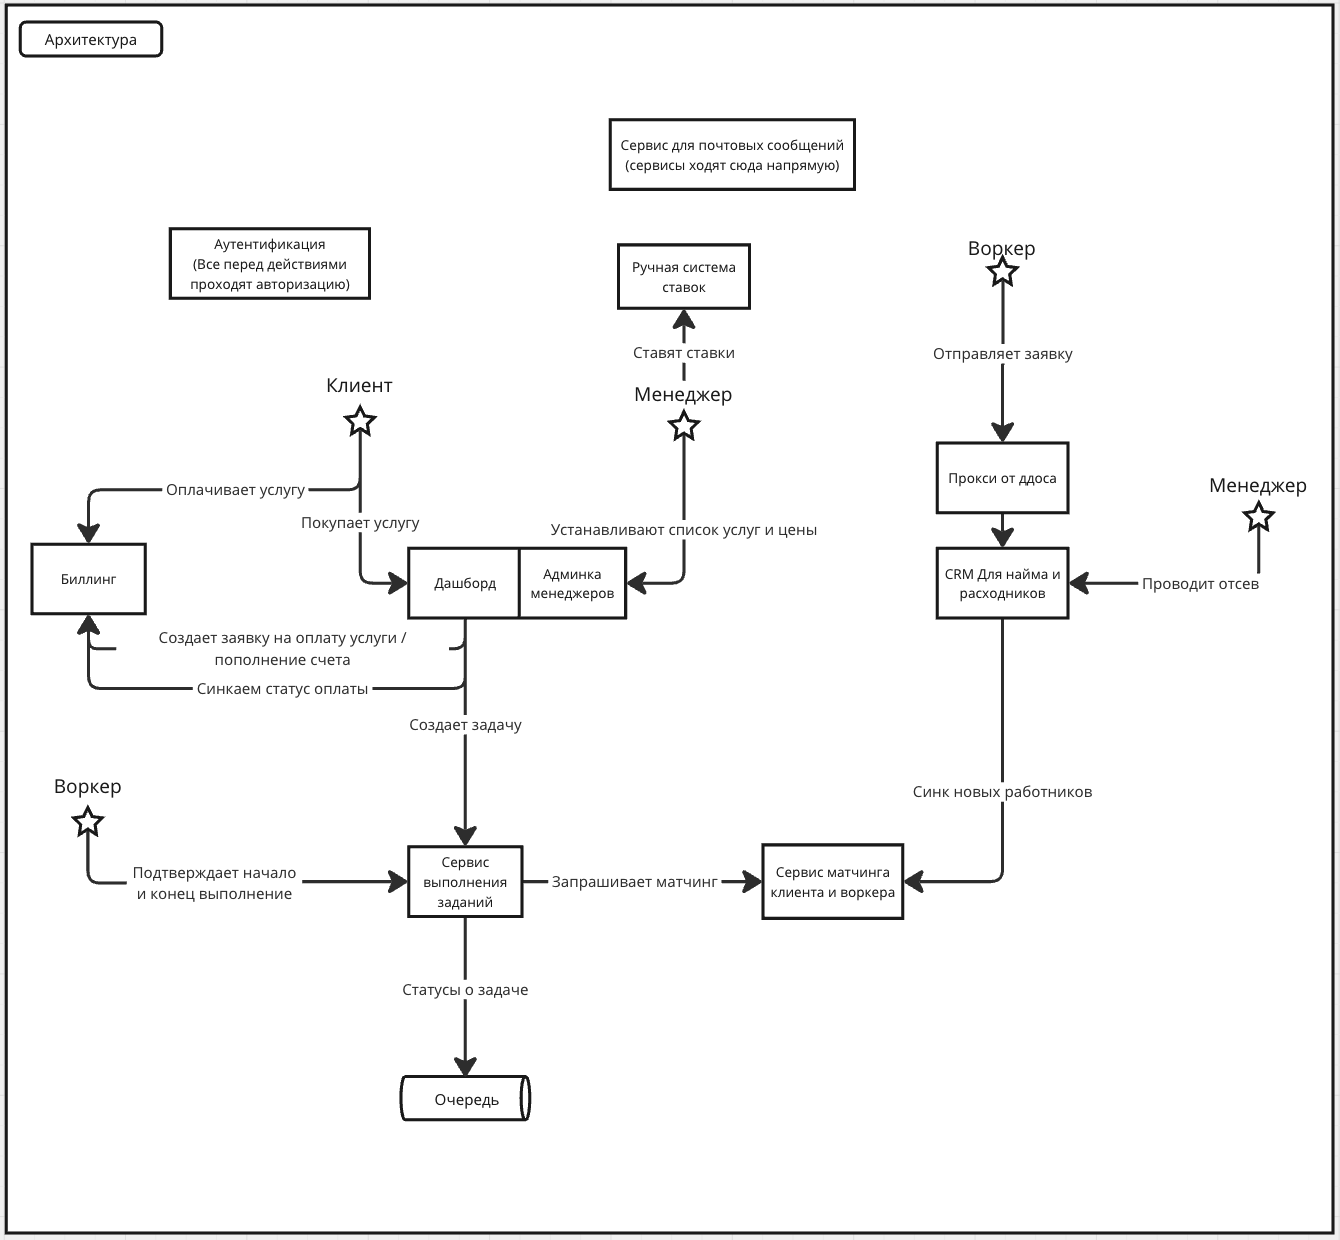 Архитектура
Сервис для почтовых сообщений
(сервисы ходят сюда напрямую)
Аутентификация
(Все перед действиями
проходят авторизацию)
Ручная система
ставок
Воркер
Ставят ставки
Отправляет заявку
Клиент
Менеджер
Прокси от ддоса
Менеджер
Оплачивает услугу
Покупает услугу
Устанавливают список услуг и цены
Биллинг
Дашборд
Админка
менеджеров
CRM Для найма и
расходников
Проводит отсев
Создает заявку на оплату услуги /
пополнение счета
Синкаем статус оплаты
Создает задачу
Воркер
Синк новых работников
Подтверждает начало
и конец выполнение
Сервис
выполнения
заданий
Запрашивает матчинг
Сервис матчинга
клиента и воркера
Статусы о задаче
Очередь